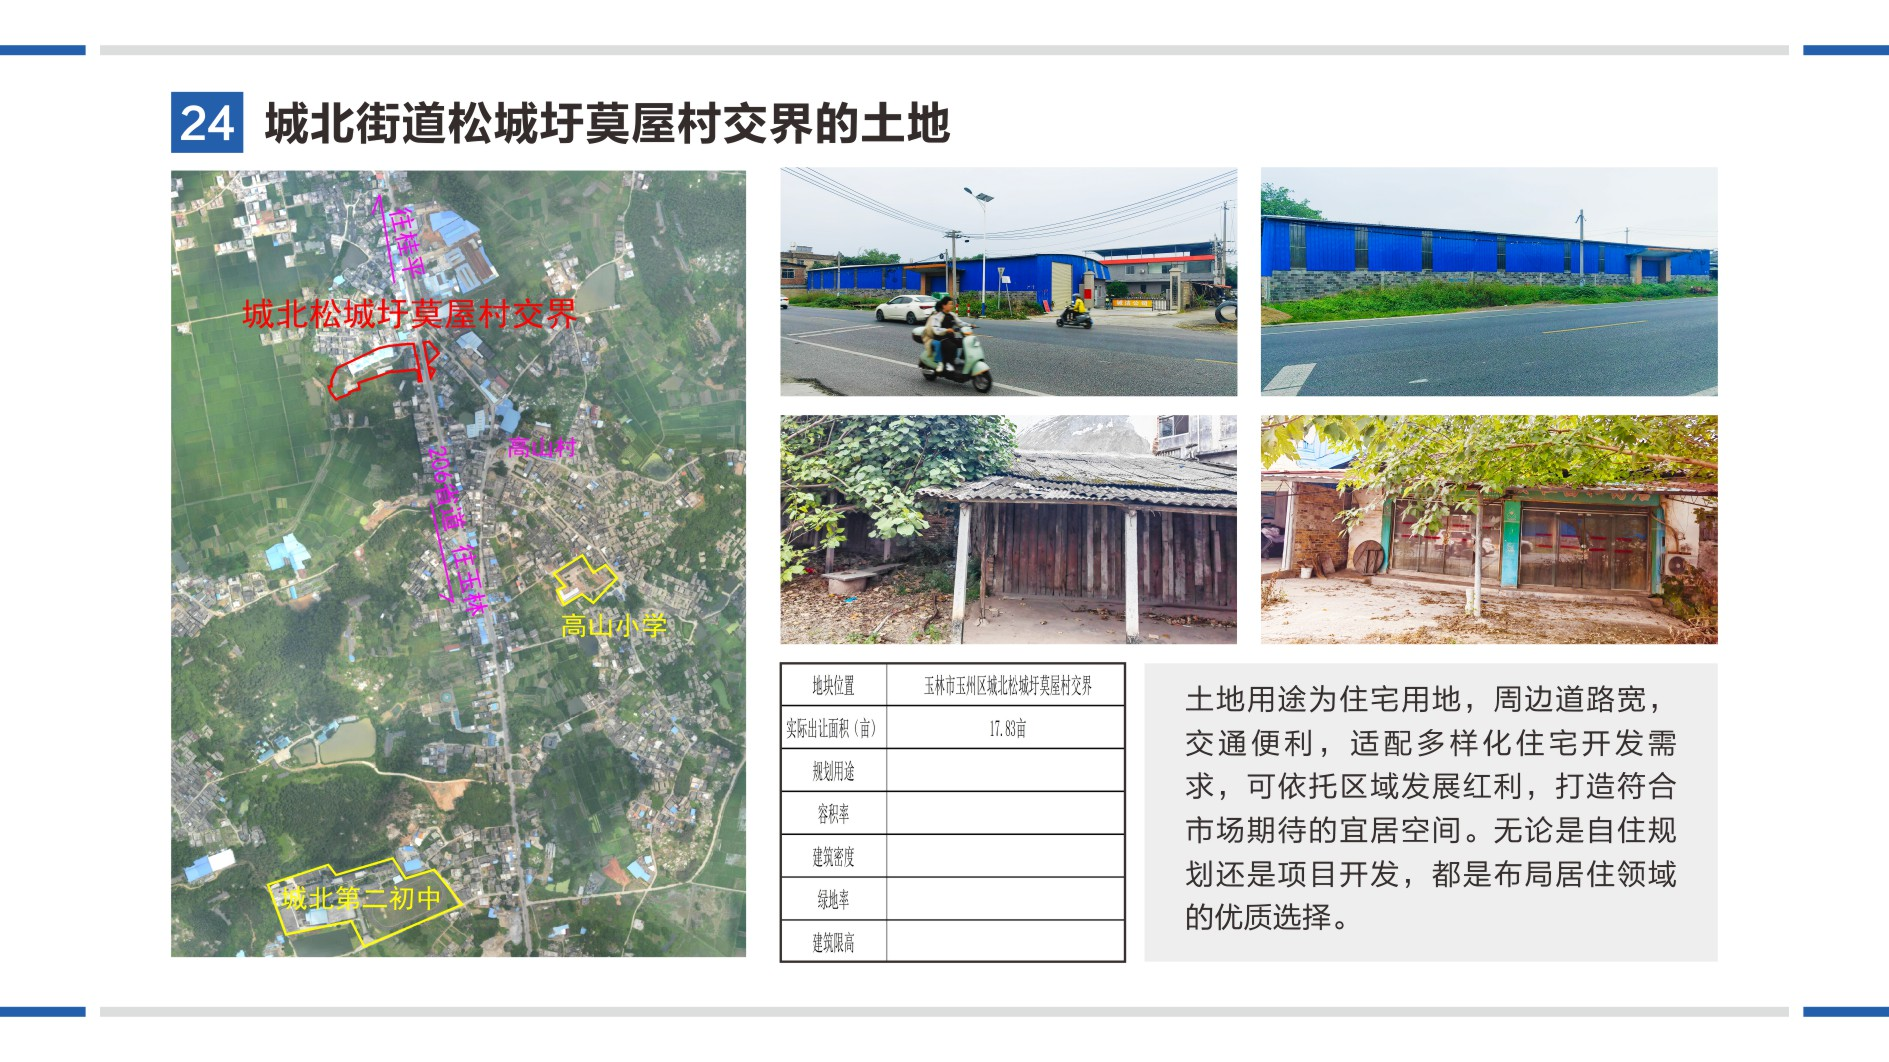 24 城北街道松城圩莫屋村交界的土地
往桂平
城北松城圩莫屋村交界
高山村
往玉林
高山小学
城北第二初中
地块位置 玉林市玉州区城北松城圩莫屋村交界
实际出让面积（亩） 17.83亩
规划用途
容积率
建筑密度
绿地率
建筑限高
土地用途为住宅用地，周边道路宽，
交通便利，适配多样化住宅开发需
求，可依托区域发展红利，打造符合
市场期待的宜居空间。无论是自住规
划还是项目开发，都是布局居住领域
的优质选择。